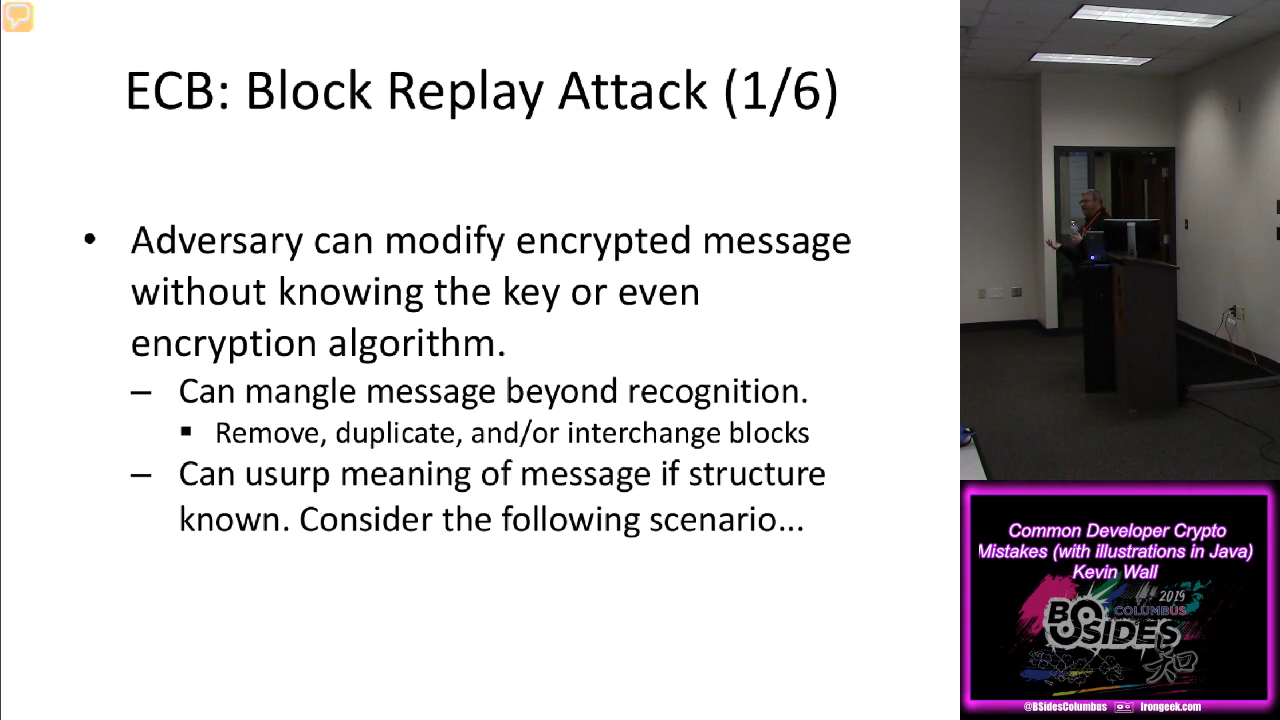 ECB: Block Replay Attack (1/6)
• Adversary can modify encrypted message
without knowing the key or even
encryption algorithm.
– Can mangle message beyond recognition.
▪ Remove, duplicate, and/or interchange blocks
– Can usurp meaning of message if structure
known. Consider the following scenario...
Common Developer Crypto
Mistakes (with illustrations in Java)
Kevin Wall
2019
COLUMBUS
BSIDES
@BSidesColumbus
Irongeek.com